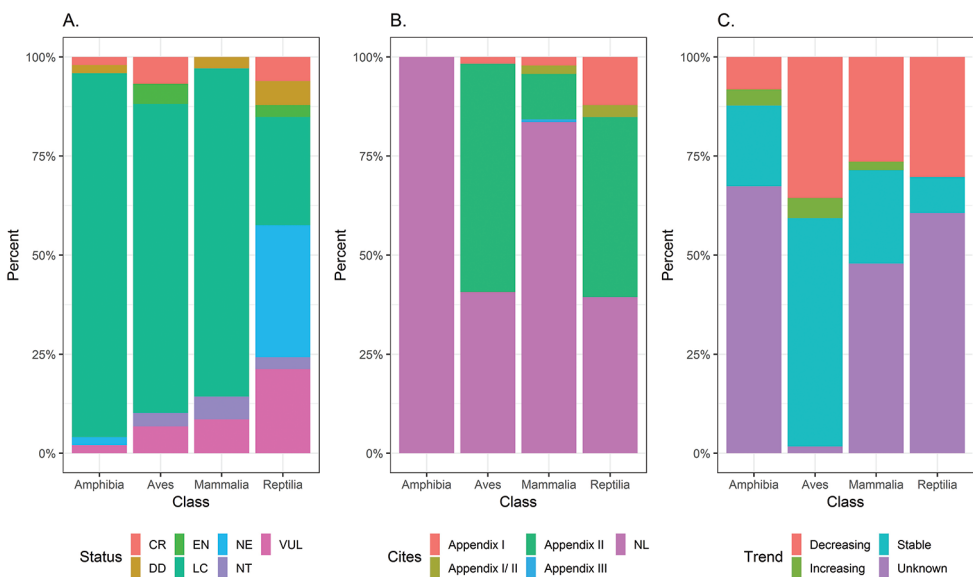 A.
100%
75%
50%
25%
0%
Percent
Amphibia Aves Mammalia Reptilia
Class
Status
CR EN NE VUL
DD LC NT
B.
100%
75%
50%
25%
0%
Percent
Amphibia Aves Mammalia Reptilia
Class
Cites
Appendix I Appendix II NL
Appendix I/ II Appendix III
C.
100%
75%
50%
25%
0%
Percent
Amphibia Aves Mammalia Reptilia
Class
Trend
Decreasing Stable
Increasing Unknown